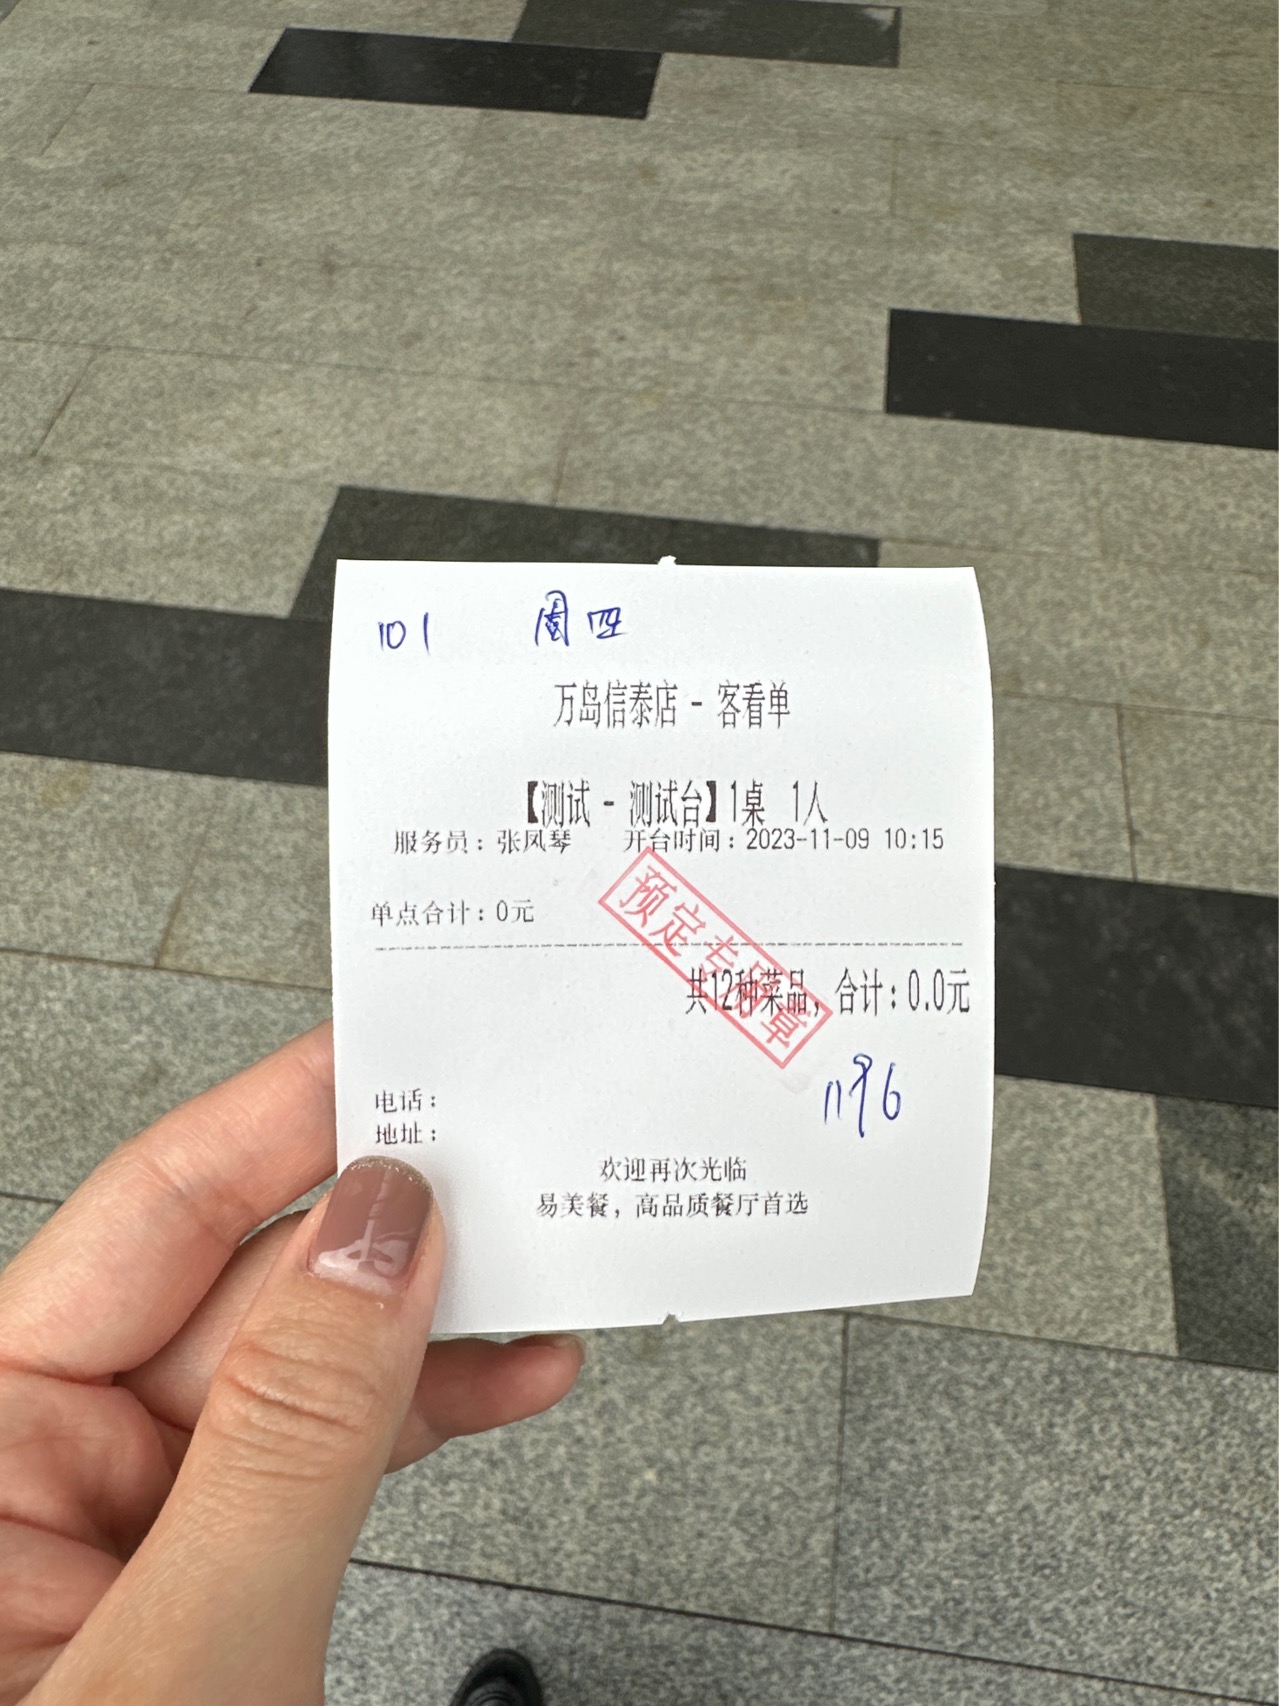 101 周四
万岛信泰店 - 客看单
【测试 - 测试台】1桌 1人
服务员：张凤琴 开台时间：2023-11-09 10:15
单点合计：0元
预定专用章
共12种菜品，合计：0.0元
电话：
地址：
欢迎再次光临
易美餐，高品质餐厅首选